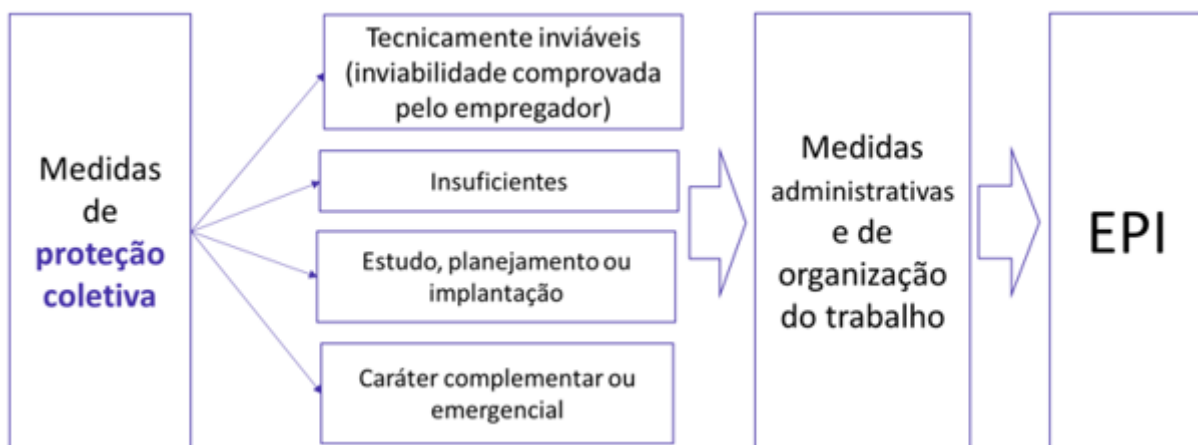 Medidas
de
proteção
coletiva
Tecnicamente inviáveis
(inviabilidade comprovada
pelo empregador)
Insuficientes
Estudo, planejamento ou
implantação
Caráter complementar ou
emergencial
Medidas
administrativas
e de
organização
do trabalho
EPI